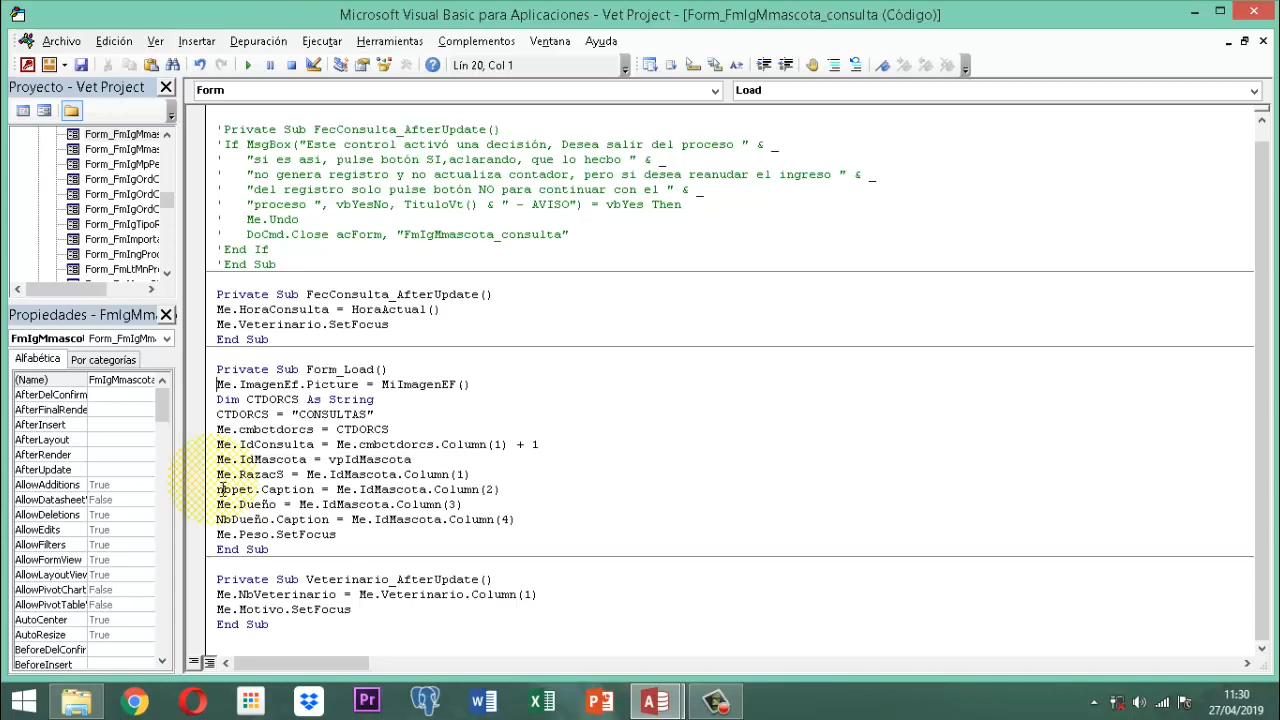 Microsoft Visual Basic para Aplicaciones - Vet Project - [Form_FmIgMmascota_consulta (Código)]
Archivo Edición Ver Insertar Formato Depuración Ejecutar Herramientas Complementos Ventana Ayuda
Lín 20, Col 1
Proyecto - Vet Project
Form
Load
Form_FmIgMmas
Form_FmIgMmas
Form_FmIgMpPe
Form_FmIgOrdC
Form_FmIgOrdC
Form_FmIgOrdC
Form_FmIgTipoR
Form_FmImporta
Form_FmIngProc
Form_FmLtMnPr
Propiedades - FmIgMmasc
FmIgMmascot Form_FmIgMm
Alfabética Por categorías
(Name) FmIgMmascota
AfterDelConfirm
AfterFinalRende
AfterInsert
AfterLayout
AfterRender
AfterUpdate
AllowAdditions True
AllowDatasheet False
AllowDeletions True
AllowEdits True
AllowFilters True
AllowFormView True
AllowLayoutView True
AllowPivotChart False
AllowPivotTable False
AutoCenter True
AutoResize True
BeforeDelConfir
BeforeInsert
'Private Sub FecConsulta_AfterUpdate()
'If MsgBox("Este control activó una decisión, Desea salir del proceso " & _
' "si es asi, pulse botón SI,aclarando, que lo hecbo " & _
' "no genera registro y no actualiza contador, pero si desea reanudar el ingreso " & _
' "del registro solo pulse botón NO para continuar con el " & _
' "proceso ", vbYesNo, TituloVt() & " - AVISO") = vbYes Then
' Me.Undo
' DoCmd.Close acForm, "FmIgMmascota_consulta"
'End If
'End Sub
Private Sub FecConsulta_AfterUpdate()
Me.HoraConsulta = HoraActual()
Me.Veterinario.SetFocus
End Sub
Private Sub Form_Load()
Me.ImagenEf.Picture = MiImagenEF()
Dim CTDORCS As String
CTDORCS = "CONSULTAS"
Me.cmbctdorcs = CTDORCS
Me.IdConsulta = Me.cmbctdorcs.Column(1) + 1
Me.IdMascota = vpIdMascota
Me.RazacS = Me.IdMascota.Column(1)
nbpet.Caption = Me.IdMascota.Column(2)
Me.Dueño = Me.IdMascota.Column(3)
NbDueño.Caption = Me.IdMascota.Column(4)
Me.Peso.SetFocus
End Sub
Private Sub Veterinario_AfterUpdate()
Me.NbVeterinario = Me.Veterinario.Column(1)
Me.Motivo.SetFocus
End Sub
11:30
27/04/2019